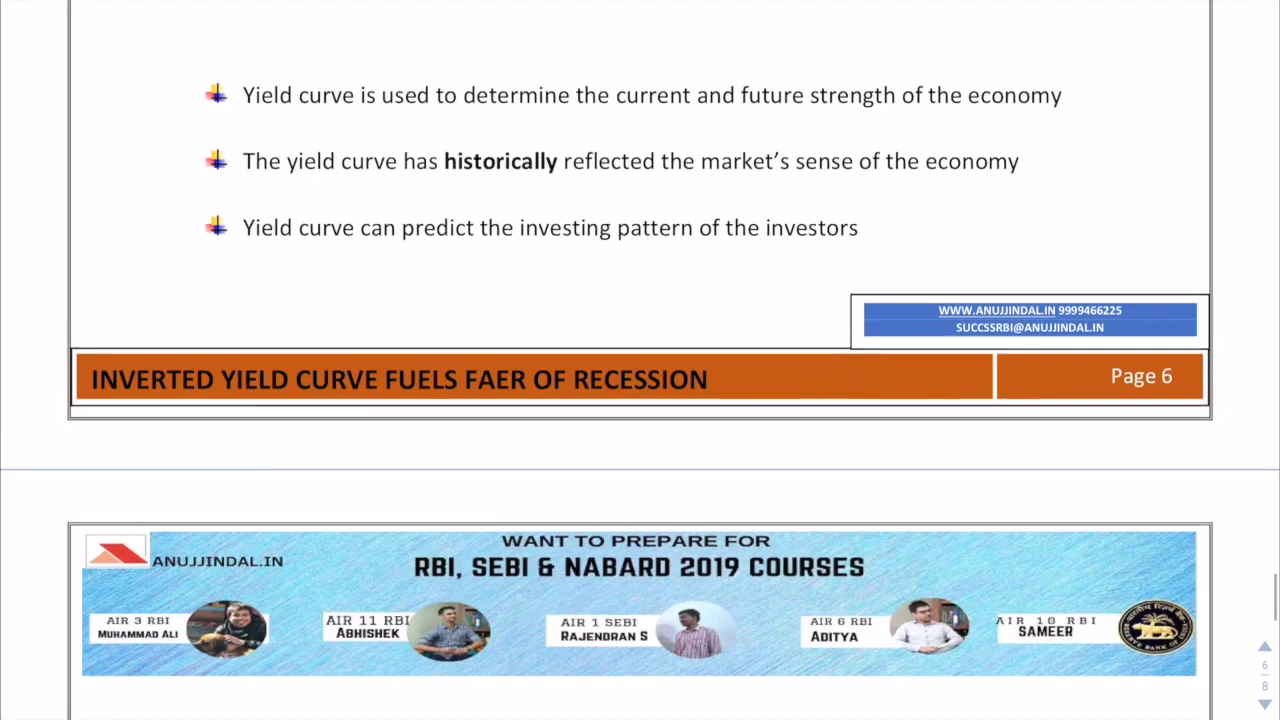 Yield curve is used to determine the current and future strength of the economy
The yield curve has historically reflected the market's sense of the economy
Yield curve can predict the investing pattern of the investors
WWW.ANUJJINDAL.IN 9999466225
SUCCSSRBI@ANUJJINDAL.IN
INVERTED YIELD CURVE FUELS FAER OF RECESSION
Page 6
WANT TO PREPARE FOR
ANUJJINDAL.IN
RBI, SEBI & NABARD 2019 COURSES
AIR 3 RBI
MUHAMMAD ALI
AIR 11 RBI
ABHISHEK
AIR 1 SEBI
RAJENDRAN S
AIR 6 RBI
ADITYA
AIR 10 RBI
SAMEER
6
8